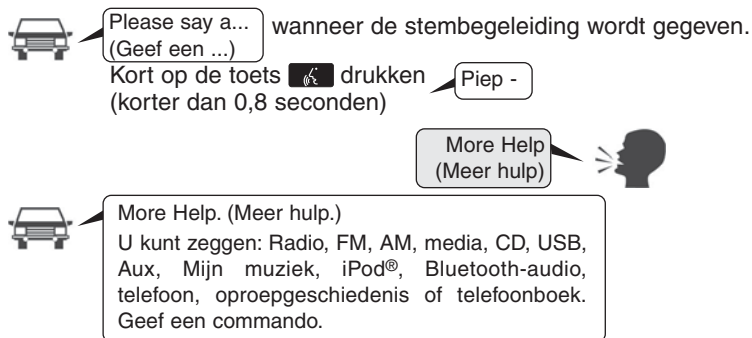 Please say a... wanneer de stembegeleiding wordt gegeven.
(Geef een ...)
Kort op de toets drukken Piep -
(korter dan 0,8 seconden)
More Help
(Meer hulp)
More Help. (Meer hulp.)
U kunt zeggen: Radio, FM, AM, media, CD, USB,
Aux, Mijn muziek, iPod®, Bluetooth-audio,
telefoon, oproepgeschiedenis of telefoonboek.
Geef een commando.